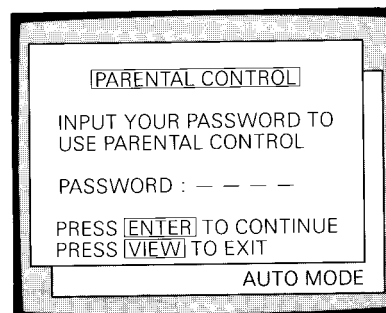 PARENTAL CONTROL
INPUT YOUR PASSWORD TO
USE PARENTAL CONTROL
PASSWORD : – – – –
PRESS ENTER TO CONTINUE
PRESS VIEW TO EXIT
AUTO MODE